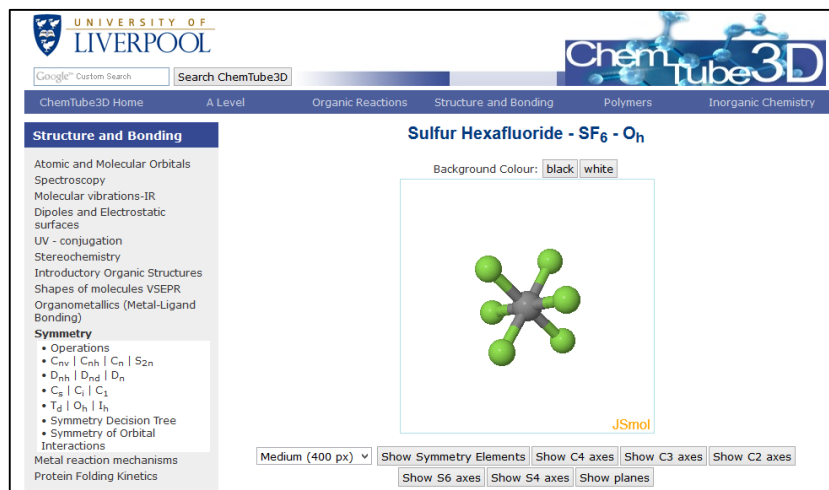 UNIVERSITY OF
LIVERPOOL
ChemTube3D
Google™ Custom Search
Search ChemTube3D
ChemTube3D Home
A Level
Organic Reactions
Structure and Bonding
Polymers
Inorganic Chemistry
Structure and Bonding
Atomic and Molecular Orbitals
Spectroscopy
Molecular vibrations-IR
Dipoles and Electrostatic
surfaces
UV - conjugation
Stereochemistry
Introductory Organic Structures
Shapes of molecules VSEPR
Organometallics (Metal-Ligand
Bonding)
Symmetry
• Operations
• Cnv | Cnh | Cn | S2n
• Dnh | Dnd | Dn
• Cs | Ci | C1
• Td | Oh | Ih
• Symmetry Decision Tree
• Symmetry of Orbital
Interactions
Metal reaction mechanisms
Protein Folding Kinetics
Sulfur Hexafluoride - SF6 - Oh
Background Colour: black white
JSmol
Medium (400 px) Show Symmetry Elements Show C4 axes Show C3 axes Show C2 axes
Show S6 axes Show S4 axes Show planes